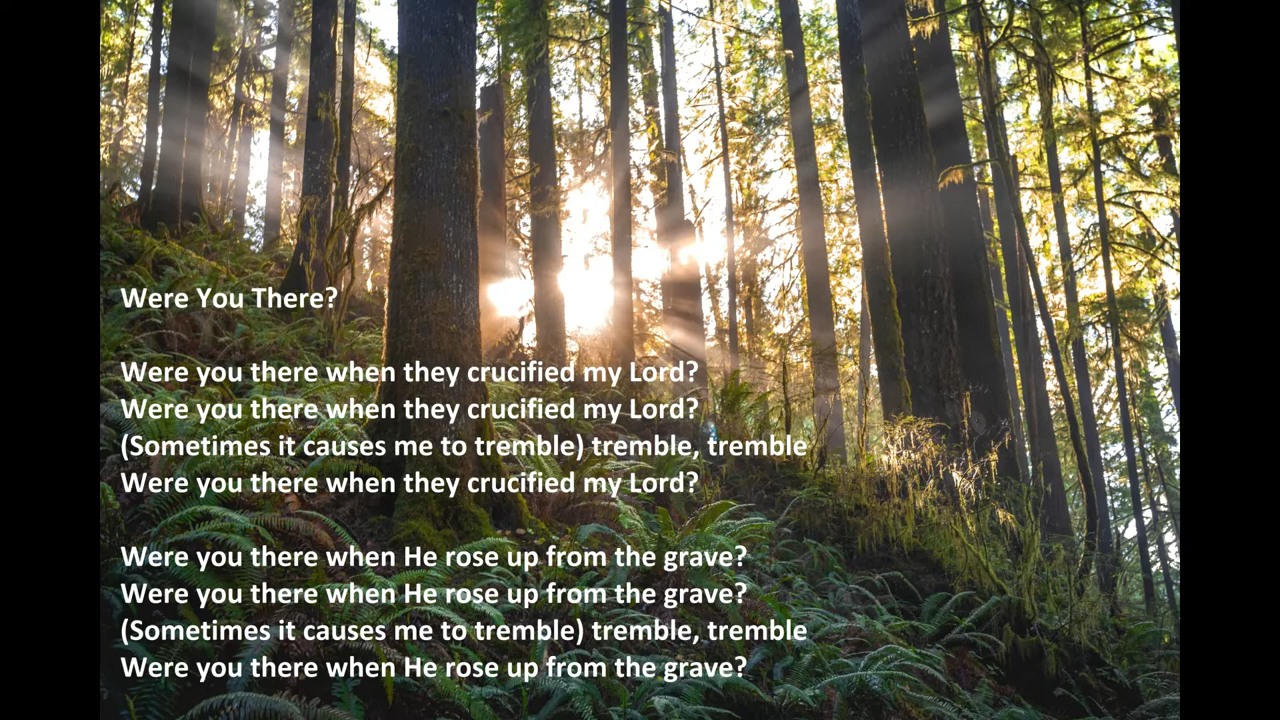 Were You There?
Were you there when they crucified my Lord?
Were you there when they crucified my Lord?
(Sometimes it causes me to tremble) tremble, tremble
Were you there when they crucified my Lord?
Were you there when He rose up from the grave?
Were you there when He rose up from the grave?
(Sometimes it causes me to tremble) tremble, tremble
Were you there when He rose up from the grave?